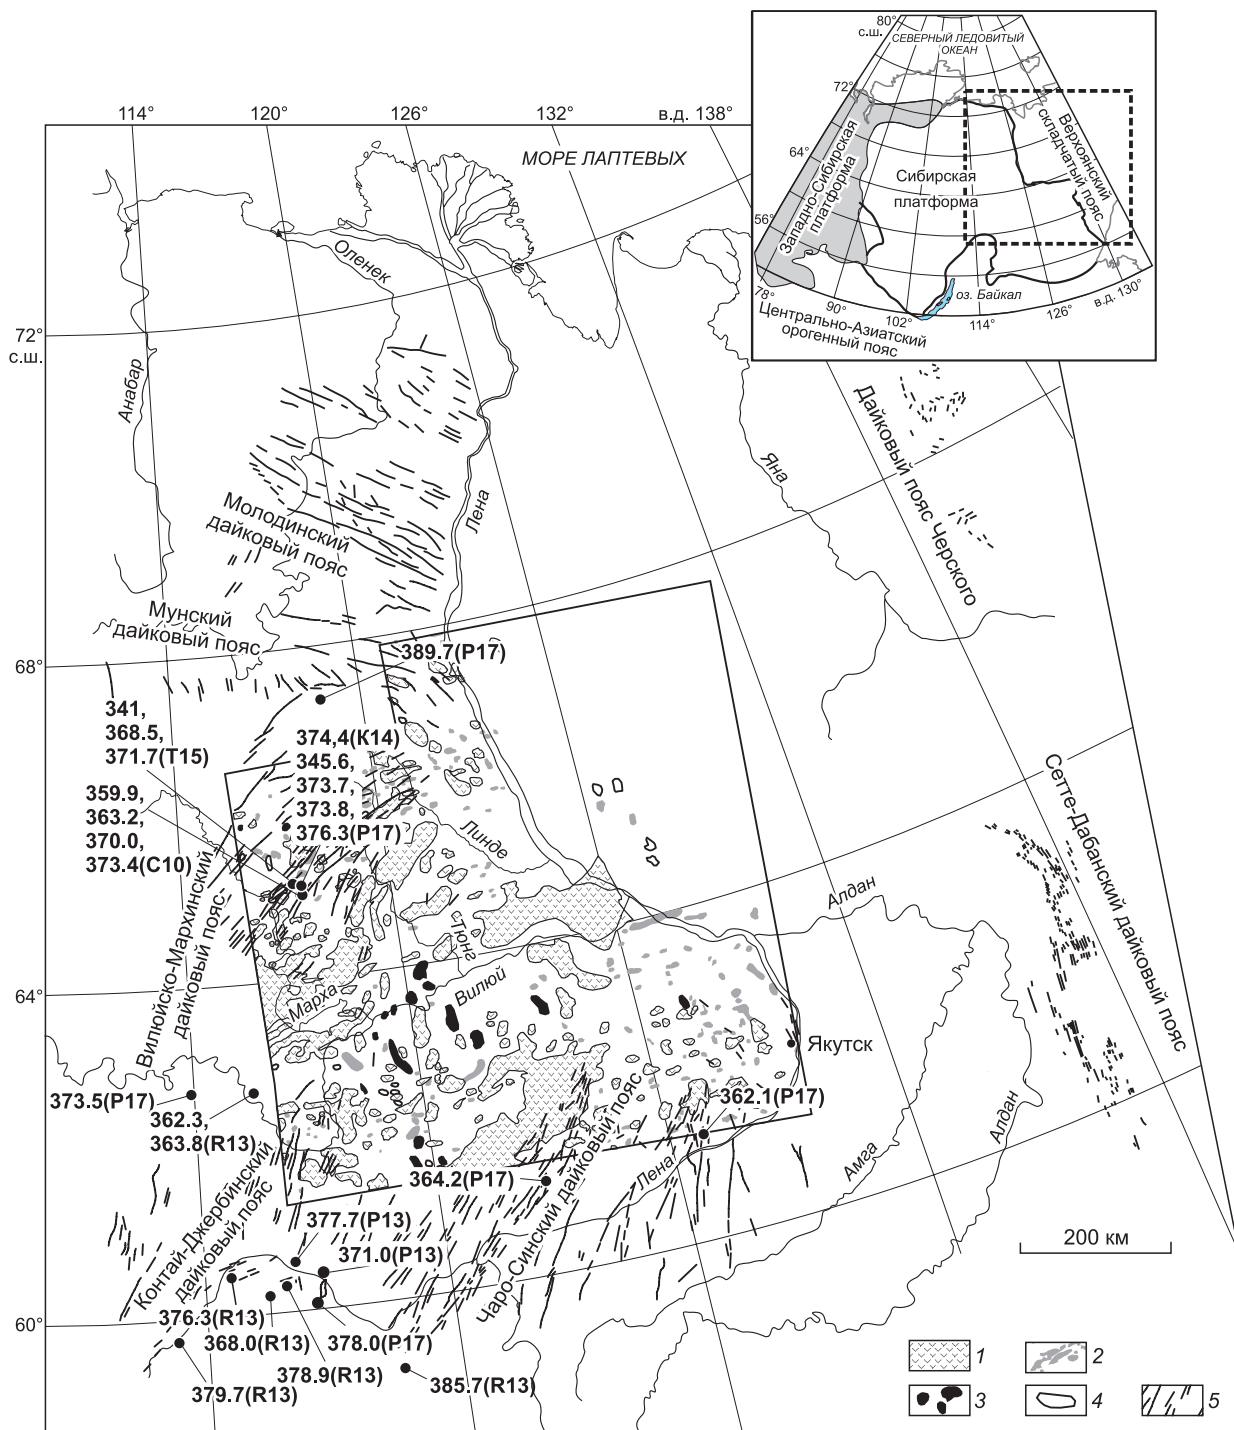 80°
с.ш.
СЕВЕРНЫЙ ЛЕДОВИТЫЙ
ОКЕАН
72°
64°
56°
Западно-Сибирская
платформа
Сибирская
платформа
Верхоянский
складчатый пояс
оз. Байкал
78°
90°
102°
114°
126°
в.д. 130°
Центрально-Азиатский
орогенный пояс
114°
120°
126°
132°
в.д. 138°
МОРЕ ЛАПТЕВЫХ
Оленек
72°
с.ш.
Анабар
Лена
Яна
Дайковый пояс Черского
Молодинский
дайковый пояс
Мунский
дайковый пояс
68°
389.7(P17)
341,
368.5,
371.7(T15)
374,4(К14)
345.6,
373.7,
373.8,
376.3(P17)
359.9,
363.2,
370.0,
373.4(C10)
Линде
Сетте-Дабанский дайковый пояс
Вилюйско-Мархинский
дайковый пояс
Алдан
Тюнг
Марха
Вилюй
64°
Якутск
373.5(P17)
362.3,
363.8(R13)
362.1(P17)
Алдан
Амга
Лена
364.2(P17)
Контай-Джербинский
дайковый пояс
Чаро-Синский дайковый пояс
377.7(P13)
371.0(P13)
200 км
376.3(R13)
60°
368.0(R13)
378.0(P17)
378.9(R13)
379.7(R13)
385.7(R13)
1
2
3
4
5